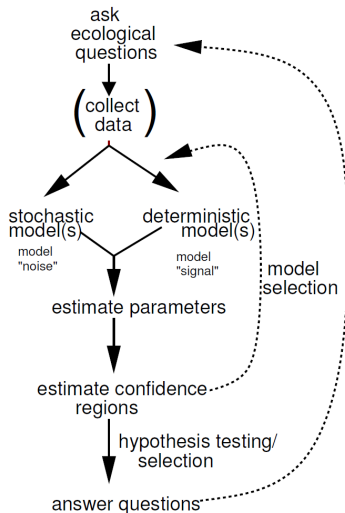 ask
ecological
questions
(collect
data)
stochastic
model(s)
deterministic
model(s)
model
"noise"
model
"signal"
model
selection
estimate parameters
estimate confidence
regions
hypothesis testing/
selection
answer questions